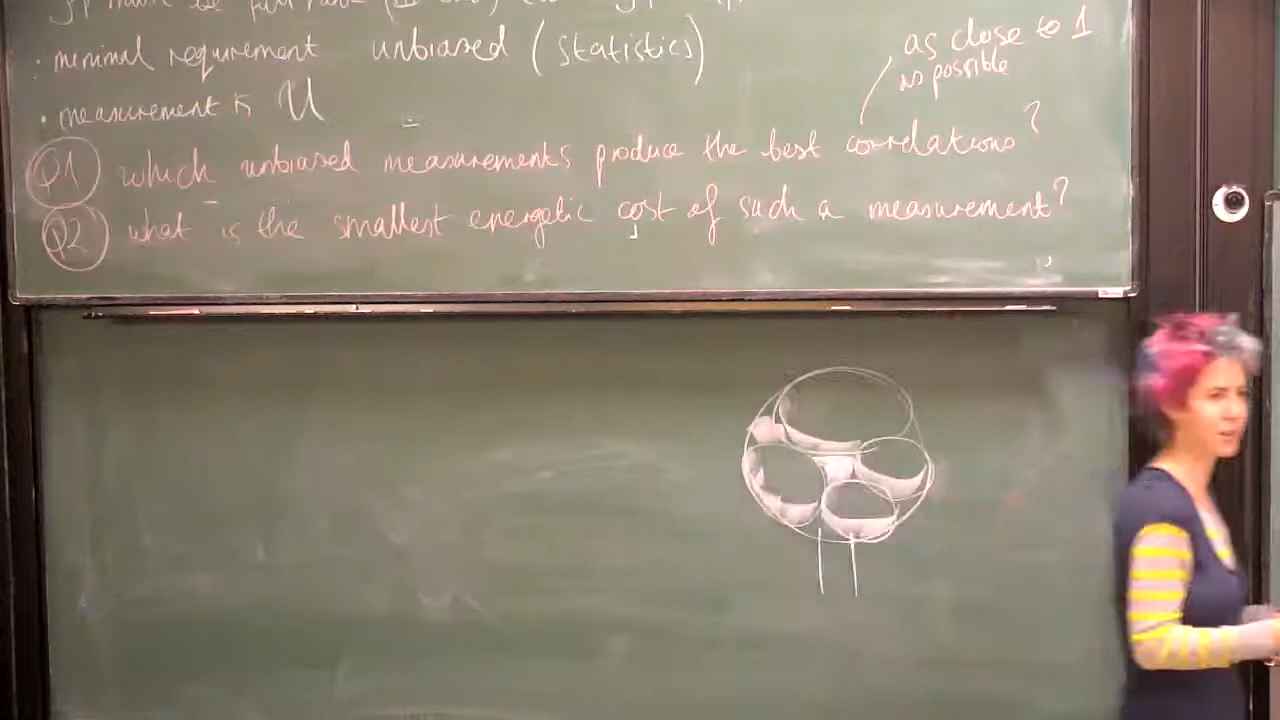 · minimal requirement unbiased (statistics)
as close to 1
as possible
· measurement is U
Q1 which unbiased measurements produce the best correlations?
Q2 what is the smallest energetic cost of such a measurement?